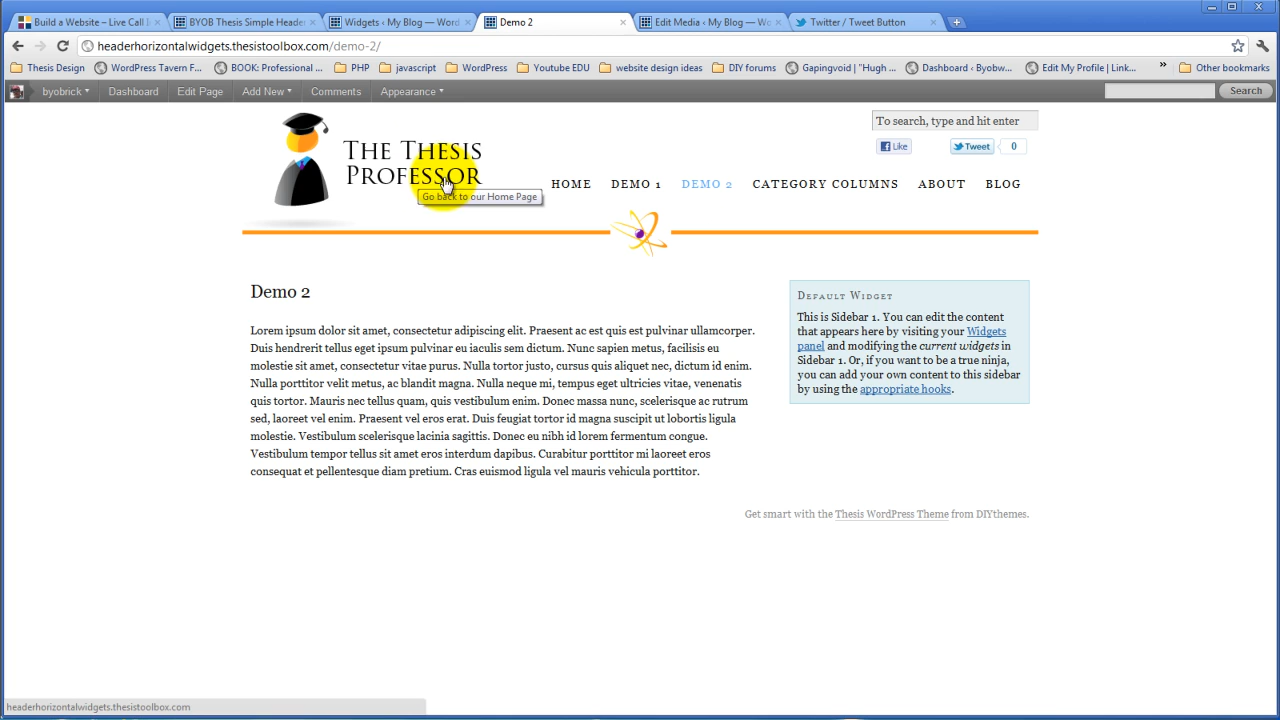 Build a Website – Live Call
BYOB Thesis Simple Header
Widgets ‹ My Blog — Word
Demo 2
Edit Media ‹ My Blog — Wo
Twitter / Tweet Button
headerhorizontalwidgets.thesistoolbox.com/demo-2/
Thesis Design
WordPress Tavern F...
BOOK: Professional ...
PHP
javascript
WordPress
Youtube EDU
website design ideas
DIY forums
Gapingvoid | "Hugh ...
Dashboard ‹ Byobw...
Edit My Profile | Link...
»
Other bookmarks
byobrick
Dashboard
Edit Page
Add New
Comments
Appearance
Search
To search, type and hit enter
Like
Tweet
0
THE THESIS
PROFESSOR
Go back to our Home Page
HOME
DEMO 1
DEMO 2
CATEGORY COLUMNS
ABOUT
BLOG
Demo 2
Lorem ipsum dolor sit amet, consectetur adipiscing elit. Praesent ac est quis est pulvinar ullamcorper.
Duis hendrerit tellus eget ipsum pulvinar eu iaculis sem dictum. Nunc sapien metus, facilisis eu
molestie sit amet, consectetur vitae purus. Nulla tortor justo, cursus quis aliquet nec, dictum id enim.
Nulla porttitor velit metus, ac blandit magna. Nulla neque mi, tempus eget ultricies vitae, venenatis
quis tortor. Mauris nec tellus quam, quis vestibulum enim. Donec massa nunc, scelerisque ac rutrum
sed, laoreet vel enim. Praesent vel eros erat. Duis feugiat tortor id magna suscipit ut lobortis ligula
molestie. Vestibulum scelerisque lacinia sagittis. Donec eu nibh id lorem fermentum congue.
Vestibulum tempor tellus sit amet eros interdum dapibus. Curabitur porttitor mi laoreet eros
consequat et pellentesque diam pretium. Cras euismod ligula vel mauris vehicula porttitor.
DEFAULT WIDGET
This is Sidebar 1. You can edit the content
that appears here by visiting your Widgets
panel and modifying the current widgets in
Sidebar 1. Or, if you want to be a true ninja,
you can add your own content to this sidebar
by using the appropriate hooks.
Get smart with the Thesis WordPress Theme from DIYthemes.
headerhorizontalwidgets.thesistoolbox.com